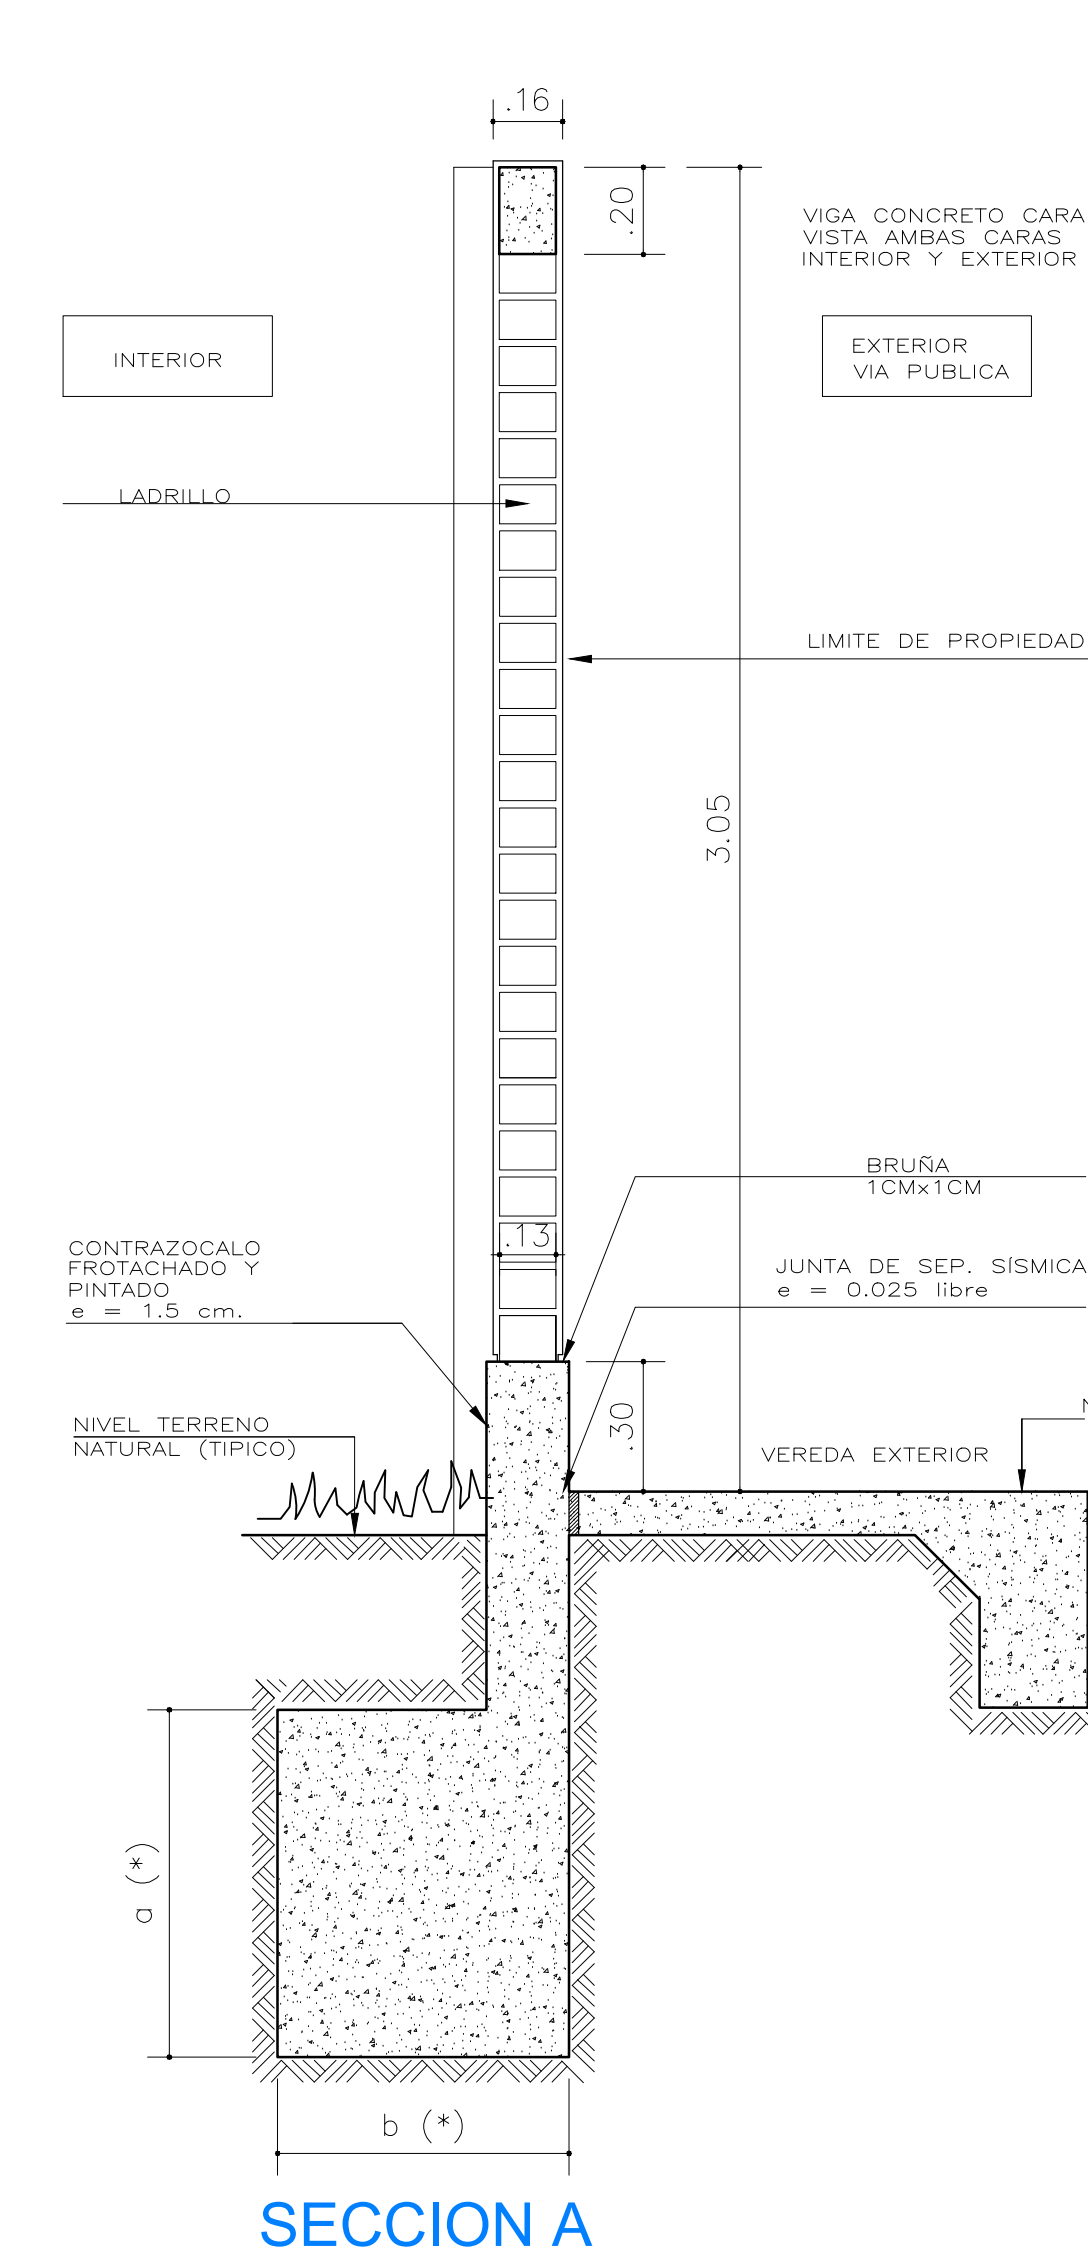 .16
.20
VIGA CONCRETO CARA
VISTA AMBAS CARAS
INTERIOR Y EXTERIOR
INTERIOR
EXTERIOR
VIA PUBLICA
LADRILLO
LIMITE DE PROPIEDAD
3.05
BRUÑA
1CMx1CM
.13
CONTRAZOCALO
FROTACHADO Y
PINTADO
e = 1.5 cm.
JUNTA DE SEP. SÍSMICA
e = 0.025 libre
.30
NIVEL TERRENO
NATURAL (TIPICO)
VEREDA EXTERIOR
a (*)
b (*)
SECCION A